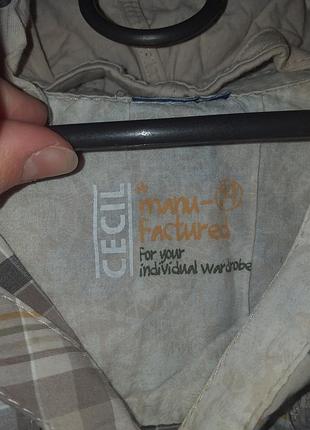 CECIL
manu-
factured
For your
individual wardrobe